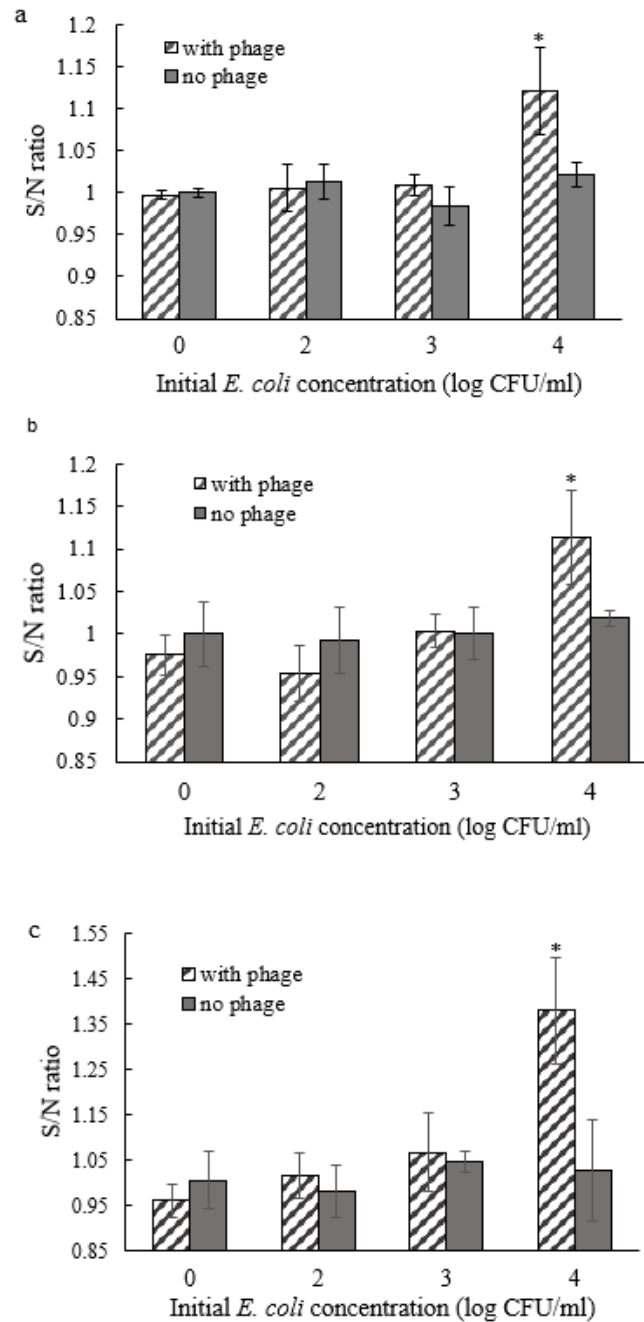 a
1.2
with phage
no phage
*
1.15
1.1
1.05
1
0.95
0.9
0.85
S/N ratio
0 2 3 4
Initial E. coli concentration (log CFU/ml)
b
1.2
with phage
no phage
*
1.15
1.1
1.05
1
0.95
0.9
0.85
S/N ratio
0 2 3 4
Initial E. coli concentration (log CFU/ml)
c
1.55
with phage
no phage
*
1.45
1.35
1.25
1.15
1.05
0.95
0.85
S/N ratio
0 2 3 4
Initial E. coli concentration (log CFU/ml)